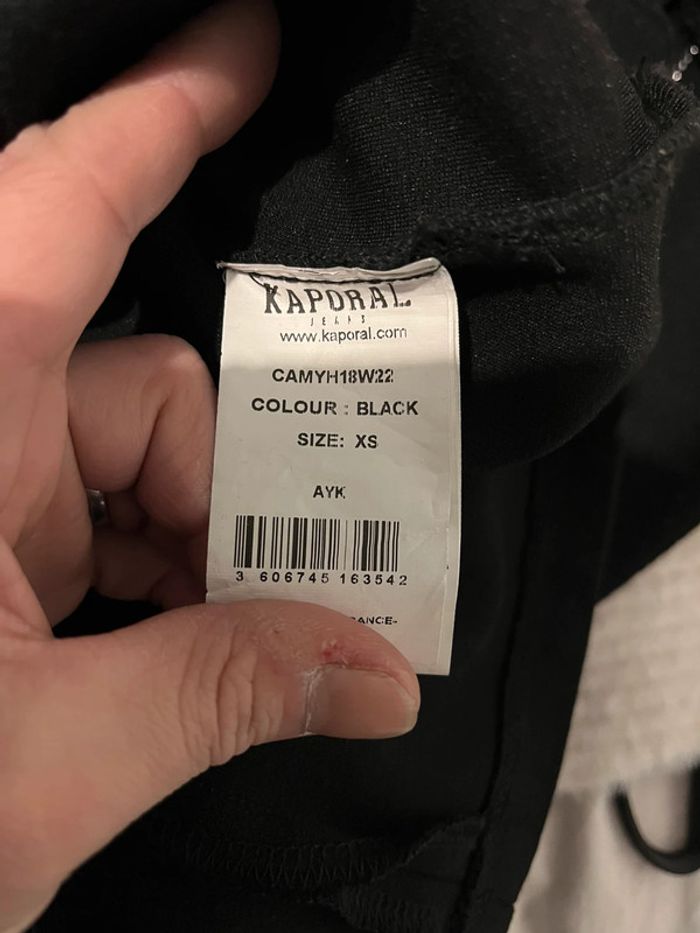 KAPORAL
JEANS
www.kaporal.com
CAMYH18W22
COLOUR : BLACK
SIZE: XS
AYK
3 606745 163542